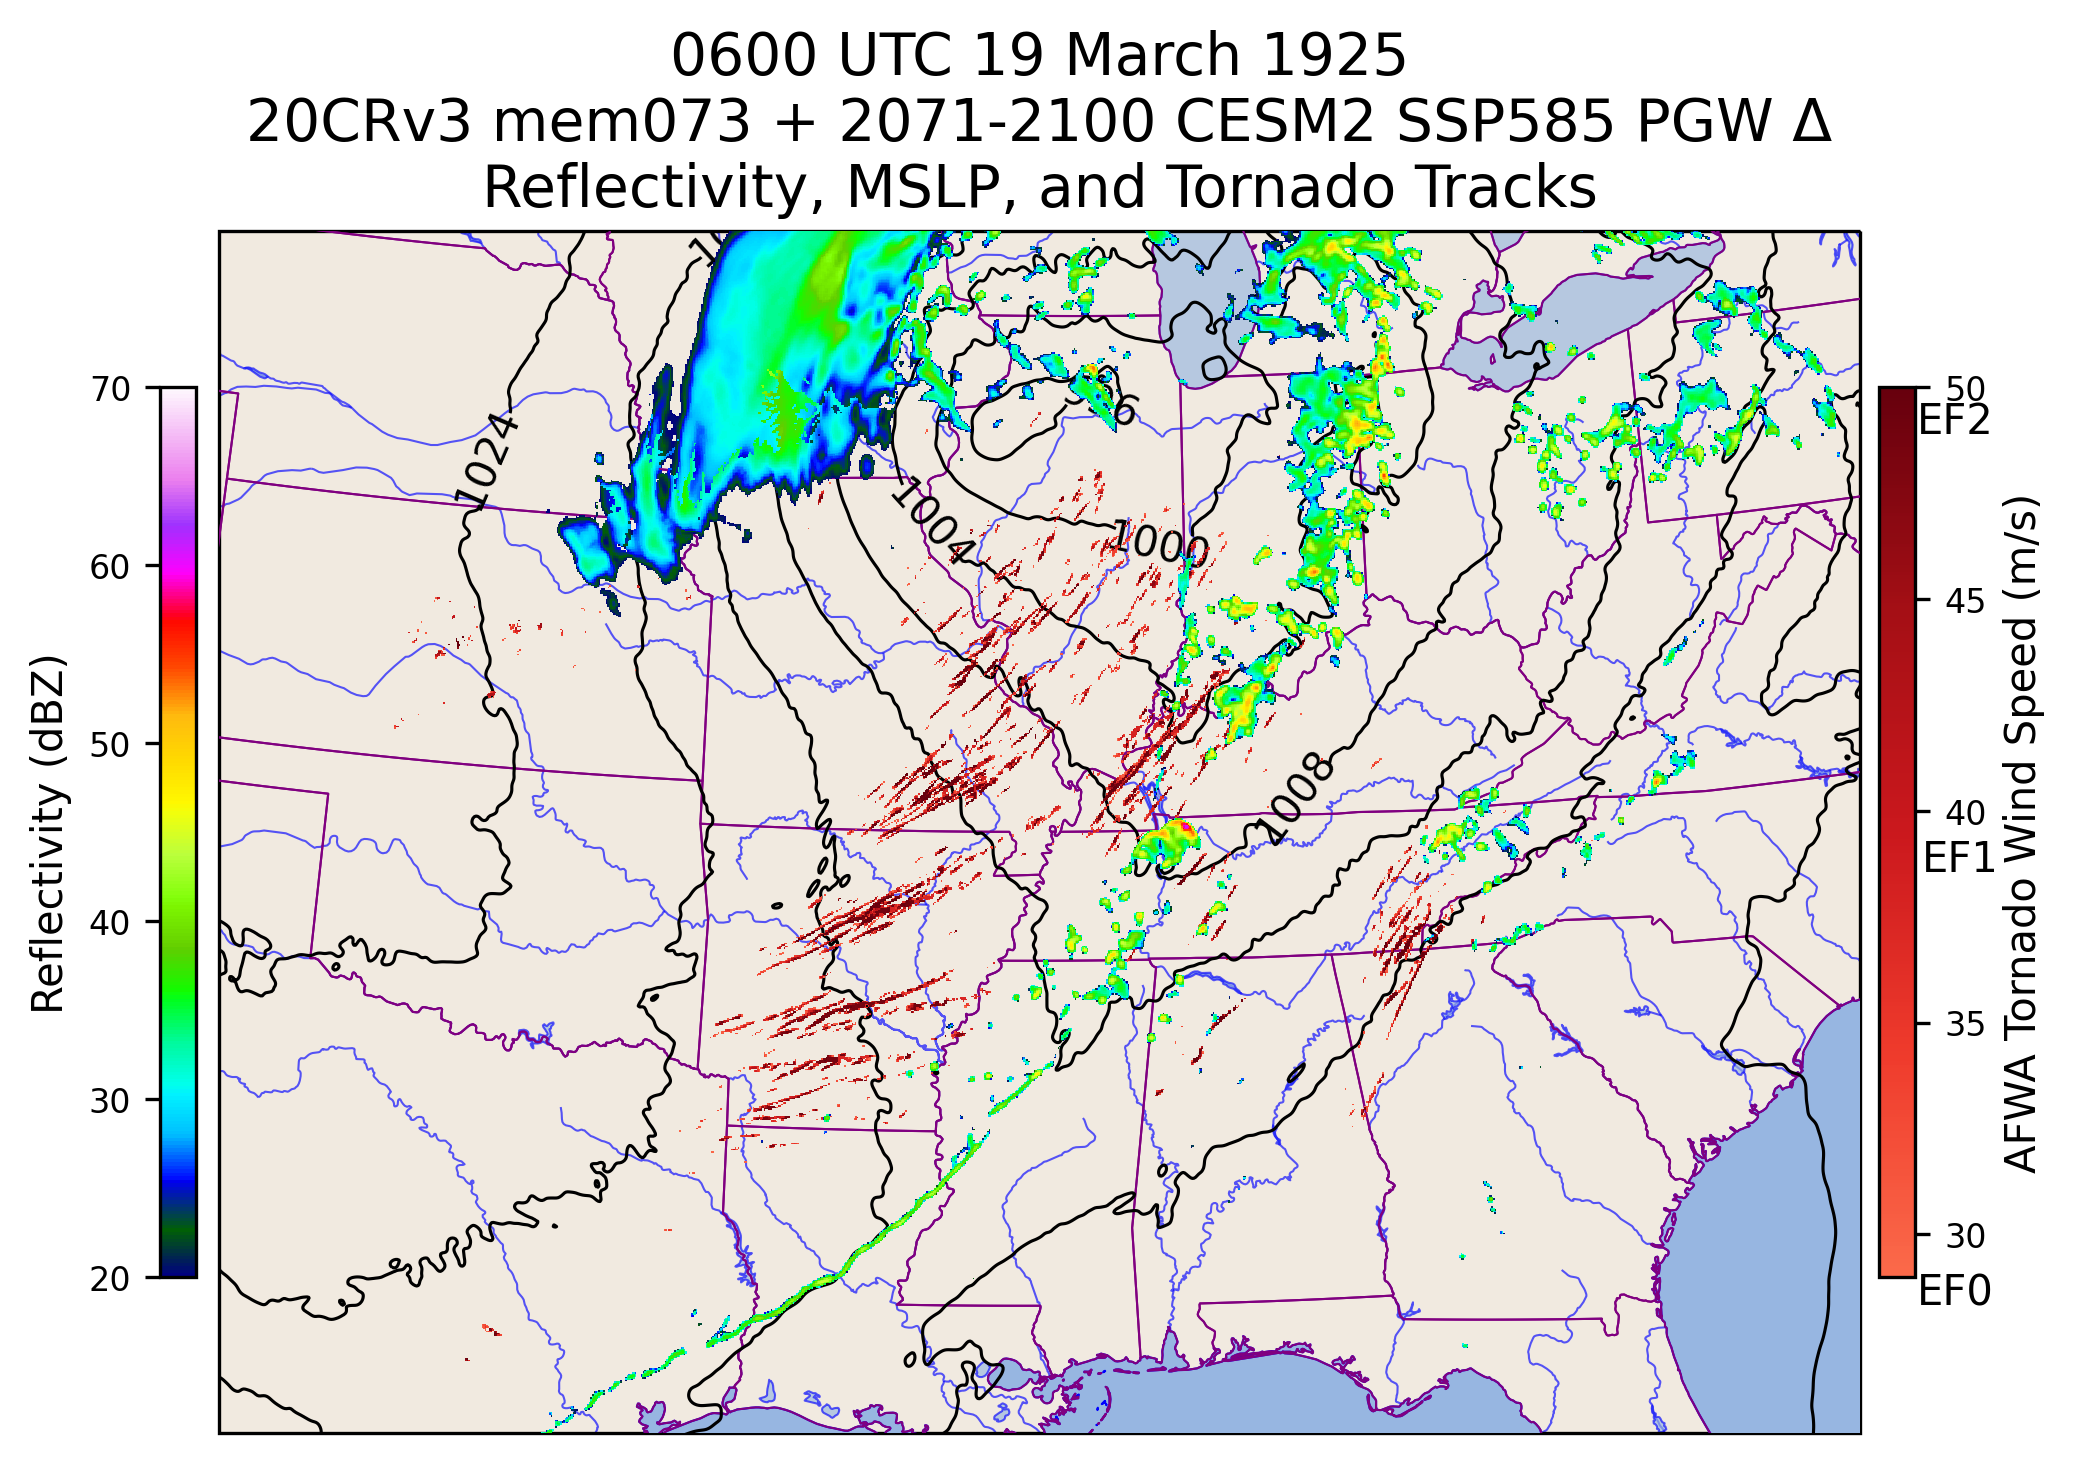 0600 UTC 19 March 1925
20CRv3 mem073 + 2071-2100 CESM2 SSP585 PGW Δ
Reflectivity, MSLP, and Tornado Tracks
70
60
50
40
30
20
Reflectivity (dBZ)
1024
1004
1000
1008
50
EF2
45
40
EF1
35
30
EF0
AFWA Tornado Wind Speed (m/s)